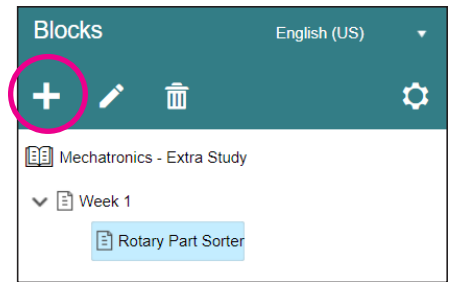 Blocks English (US)
Mechatronics - Extra Study
Week 1
Rotary Part Sorter